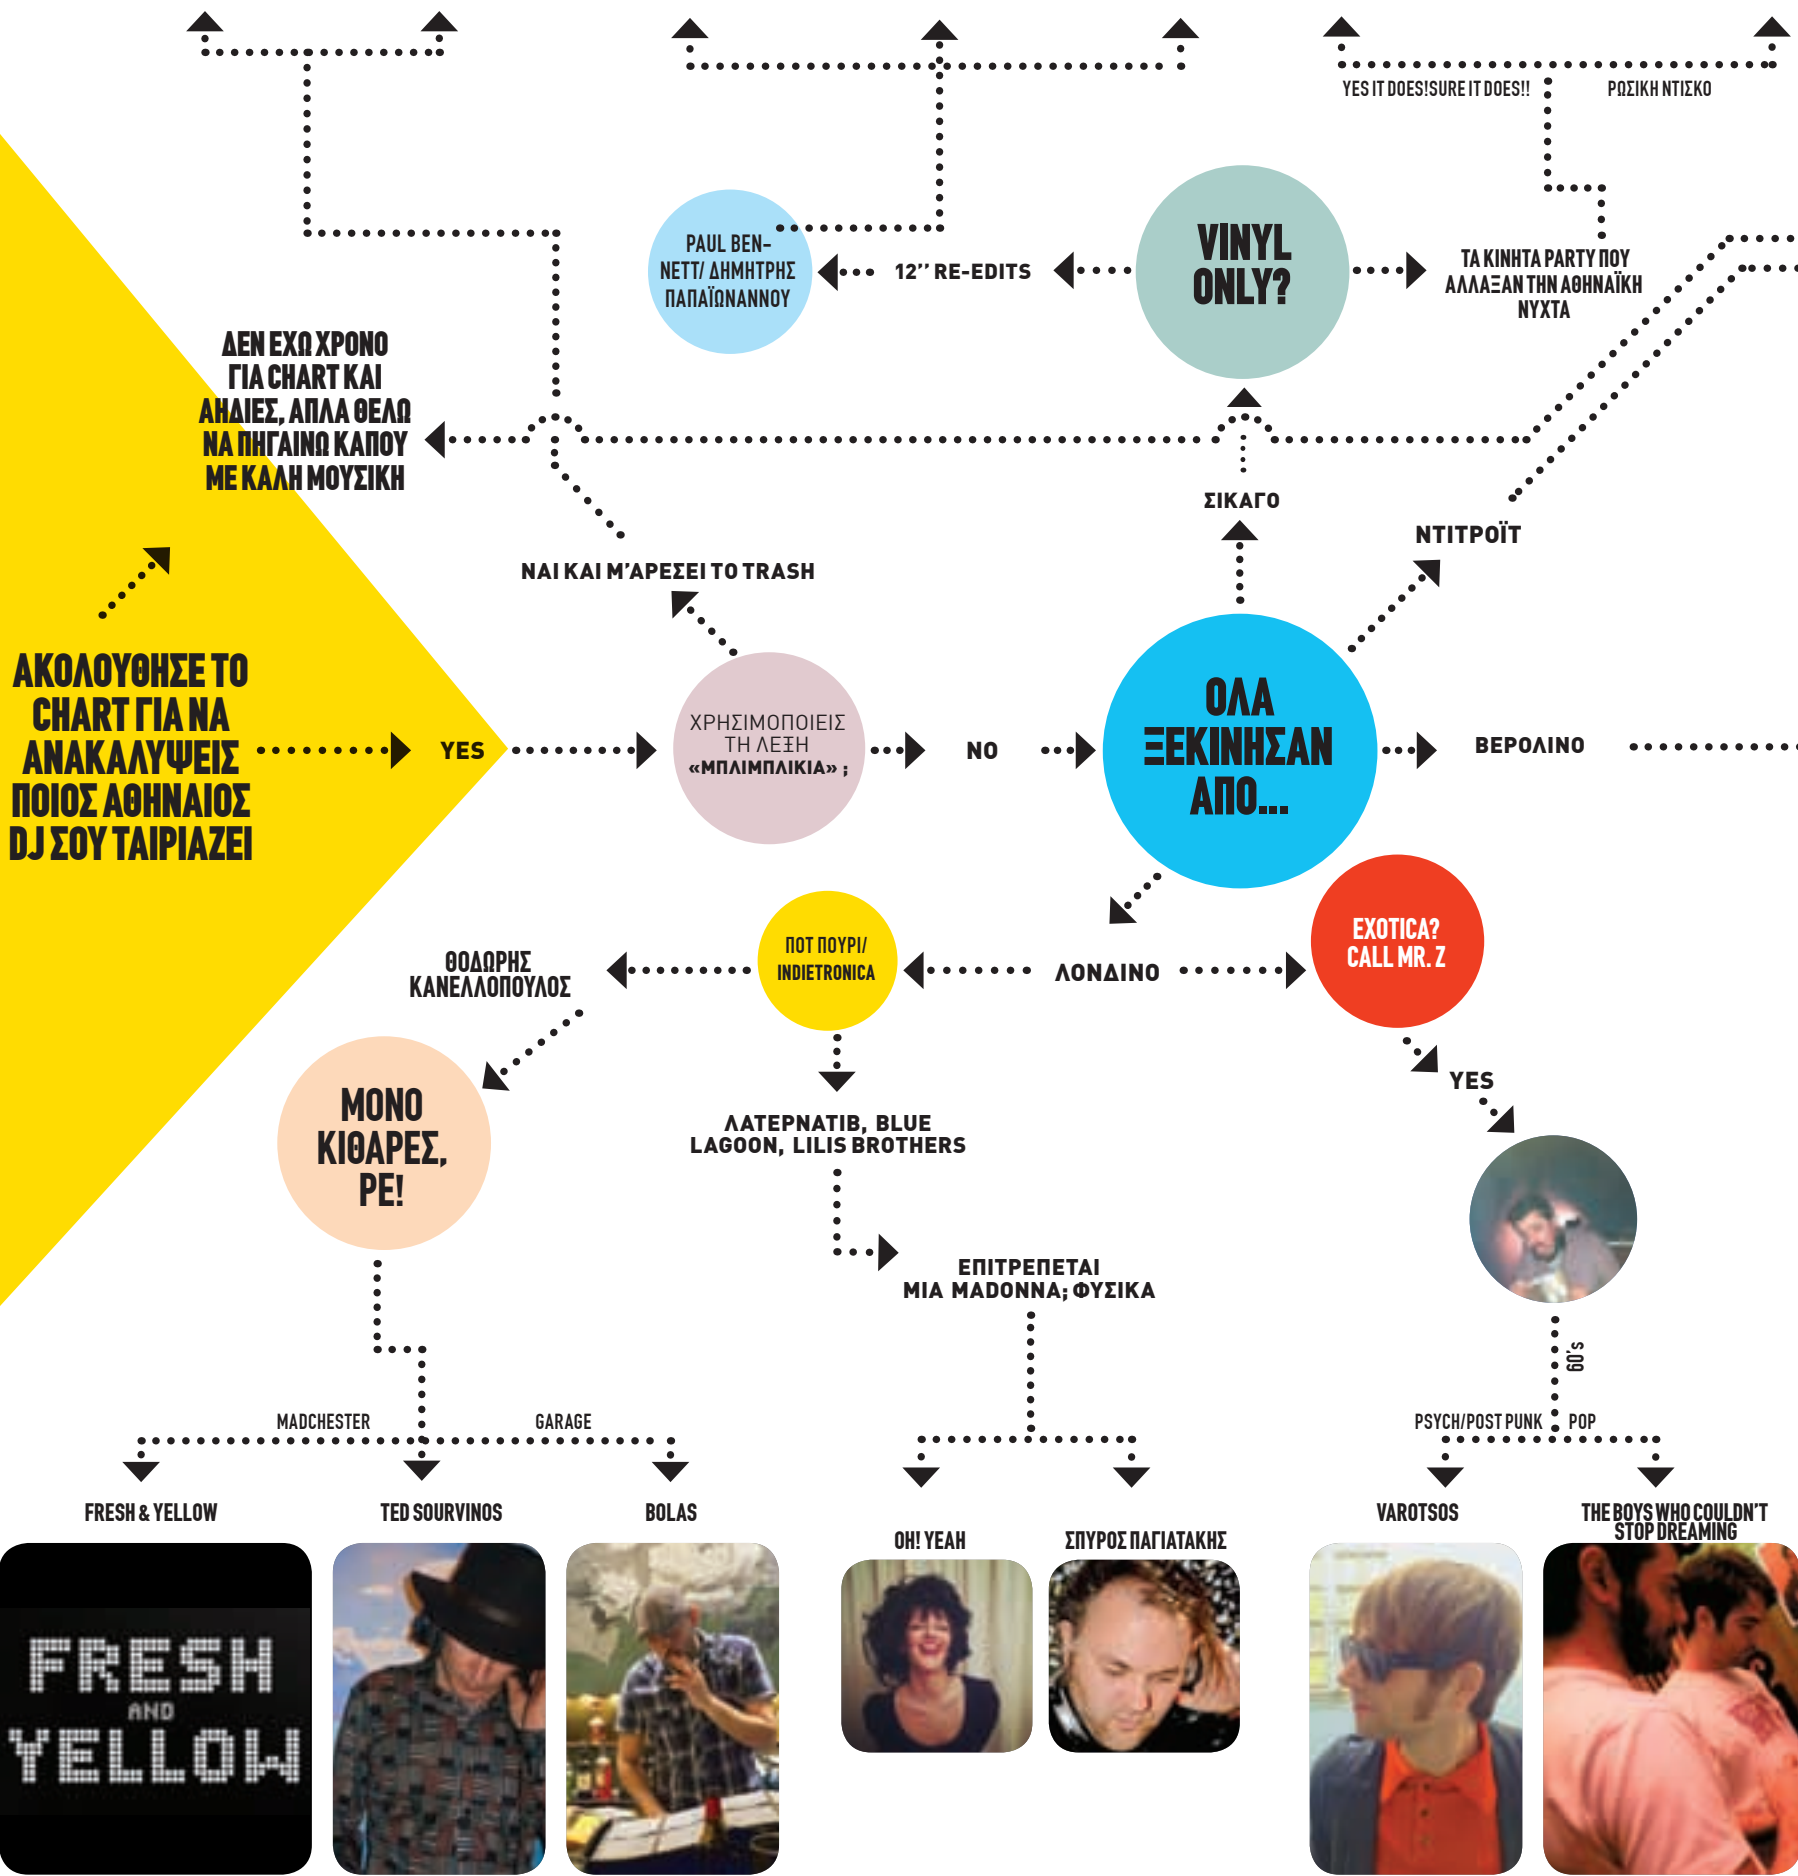 YES IT DOES!SURE IT DOES!!
ΡΩΣΙΚΗ ΝΤΙΣΚΟ
PAUL BEN-
NETT/ ΔΗΜΗΤΡΗΣ
ΠΑΠΑΪΩΝΑΝΝΟΥ
12’’ RE-EDITS
VINYL
ONLY?
ΤΑ ΚΙΝΗΤΑ PARTY ΠΟΥ
ΑΛΛΑΞΑΝ ΤΗΝ ΑΘΗΝΑΪΚΗ
ΝΥΧΤΑ
ΔΕΝ ΕΧΩ ΧΡΟΝΟ
ΓΙΑ CHART ΚΑΙ
ΑΗΔΙΕΣ, ΑΠΛΑ ΘΕΛΩ
ΝΑ ΠΗΓΑΙΝΩ ΚΑΠΟΥ
ΜΕ ΚΑΛΗ ΜΟΥΣΙΚΗ
ΣΙΚΑΓΟ
ΝΤΙΤΡΟΪΤ
ΝΑΙ ΚΑΙ Μ’ΑΡΕΣΕΙ ΤΟ TRASH
ΑΚΟΛΟΥΘΗΣΕ ΤΟ
CHART ΓΙΑ ΝΑ
ΑΝΑΚΑΛΥΨΕΙΣ
ΠΟΙΟΣ ΑΘΗΝΑΙΟΣ
DJ ΣΟΥ ΤΑΙΡΙΑΖΕΙ
YES
ΧΡΗΣΙΜΟΠΟΙΕΙΣ
ΤΗ ΛΕΞΗ
«ΜΠΛΙΜΠΛΙΚΙΑ» ;
NO
ΟΛΑ
ΞΕΚΙΝΗΣΑΝ
ΑΠΟ...
ΒΕΡΟΛΙΝΟ
ΘΟΔΩΡΗΣ
ΚΑΝΕΛΛΟΠΟΥΛΟΣ
ΠΟΤ ΠΟΥΡΙ/
INDIETRONICA
ΛΟΝΔΙΝΟ
EXOTICA?
CALL MR. Z
YES
ΜΟΝΟ
ΚΙΘΑΡΕΣ,
ΡΕ!
ΛΑΤΕΡΝΑΤΙΒ, BLUE
LAGOON, LILIS BROTHERS
ΕΠΙΤΡΕΠΕΤΑΙ
ΜΙΑ MADONNA; ΦΥΣΙΚΑ
60’s
MADCHESTER
GARAGE
PSYCH/POST PUNK
POP
FRESH & YELLOW
TED SOURVINOS
BOLAS
OH! YEAH
ΣΠΥΡΟΣ ΠΑΓΙΑΤΑΚΗΣ
VAROTSOS
THE BOYS WHO COULDN’T
STOP DREAMING
FRESH
AND
YELLOW